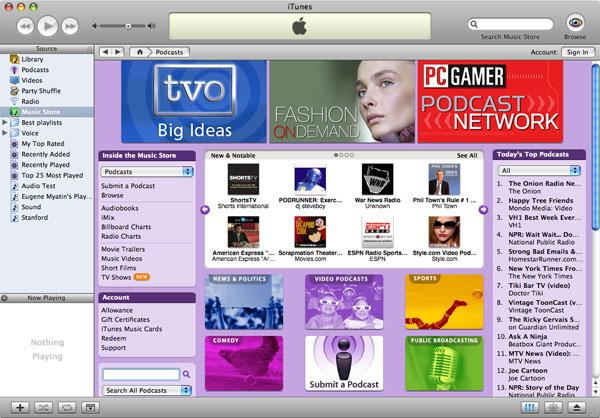 iTunes
Search Music Store
Browse
Source
Library
Podcasts
Videos
Party Shuffle
Radio
Music Store
Best playlists
Voice
My Top Rated
Recently Added
Recently Played
Top 25 Most Played
Audio Test
Eugene Myatin's Play...
Sound
Stanford
Now Playing
Nothing
Playing
Podcasts
Account:
Sign In
tvo
Big Ideas
FASHION
ONDEMAND
PC GAMER
PODCAST
NETWORK
Inside the Music Store
Podcasts
Submit a Podcast
Browse
Audiobooks
iMix
Billboard Charts
Radio Charts
Movie Trailers
Music Videos
Short Films
TV Shows NEW
Account
Allowance
Gift Certificates
iTunes Music Cards
Redeem
Support
Search All Podcasts
New & Notable
See All
SHORTSTV
ShortsTV
Shorts International
PODRUNNER: Exerc...
dj steveboy
War News Radio
Unknown
Phil Town's Rule # 1 ...
Phil Town
American Express "...
American Express "Ar...
Scrapmation Theater...
Movies.com
ESPN
ESPN Radio Sports...
ESPN Radio
Style.com Video Pod...
Style.com
NEWS & POLITICS
VIDEO PODCASTS
SPORTS
COMEDY
Submit a Podcast
PUBLIC BROADCASTING
Today's Top Podcasts
All
1. The Onion Radio Ne...
The Onion
2. Happy Tree Friends
Mondo Media: Video
3. VH1 Best Week Ever...
VH1
4. NPR: Wait Wait... Do...
National Public Radio
5. Strong Bad Emails &...
HomestarRunner.com...
6. New York Times Fro...
The New York Times
7. Tiki Bar TV (video)
Tiki Bar TV
8. Vintage ToonCast (v...
Vintage ToonCast
9. The Ricky Gervais S...
on Guardian Unlimited
10. Ask A Ninja
Beatbox Giant Produc...
11. MTV News (Video): ...
MTV News
12. Joe Cartoon
Joe Cartoon
13. NPR: Story of the D...
National Public Radio